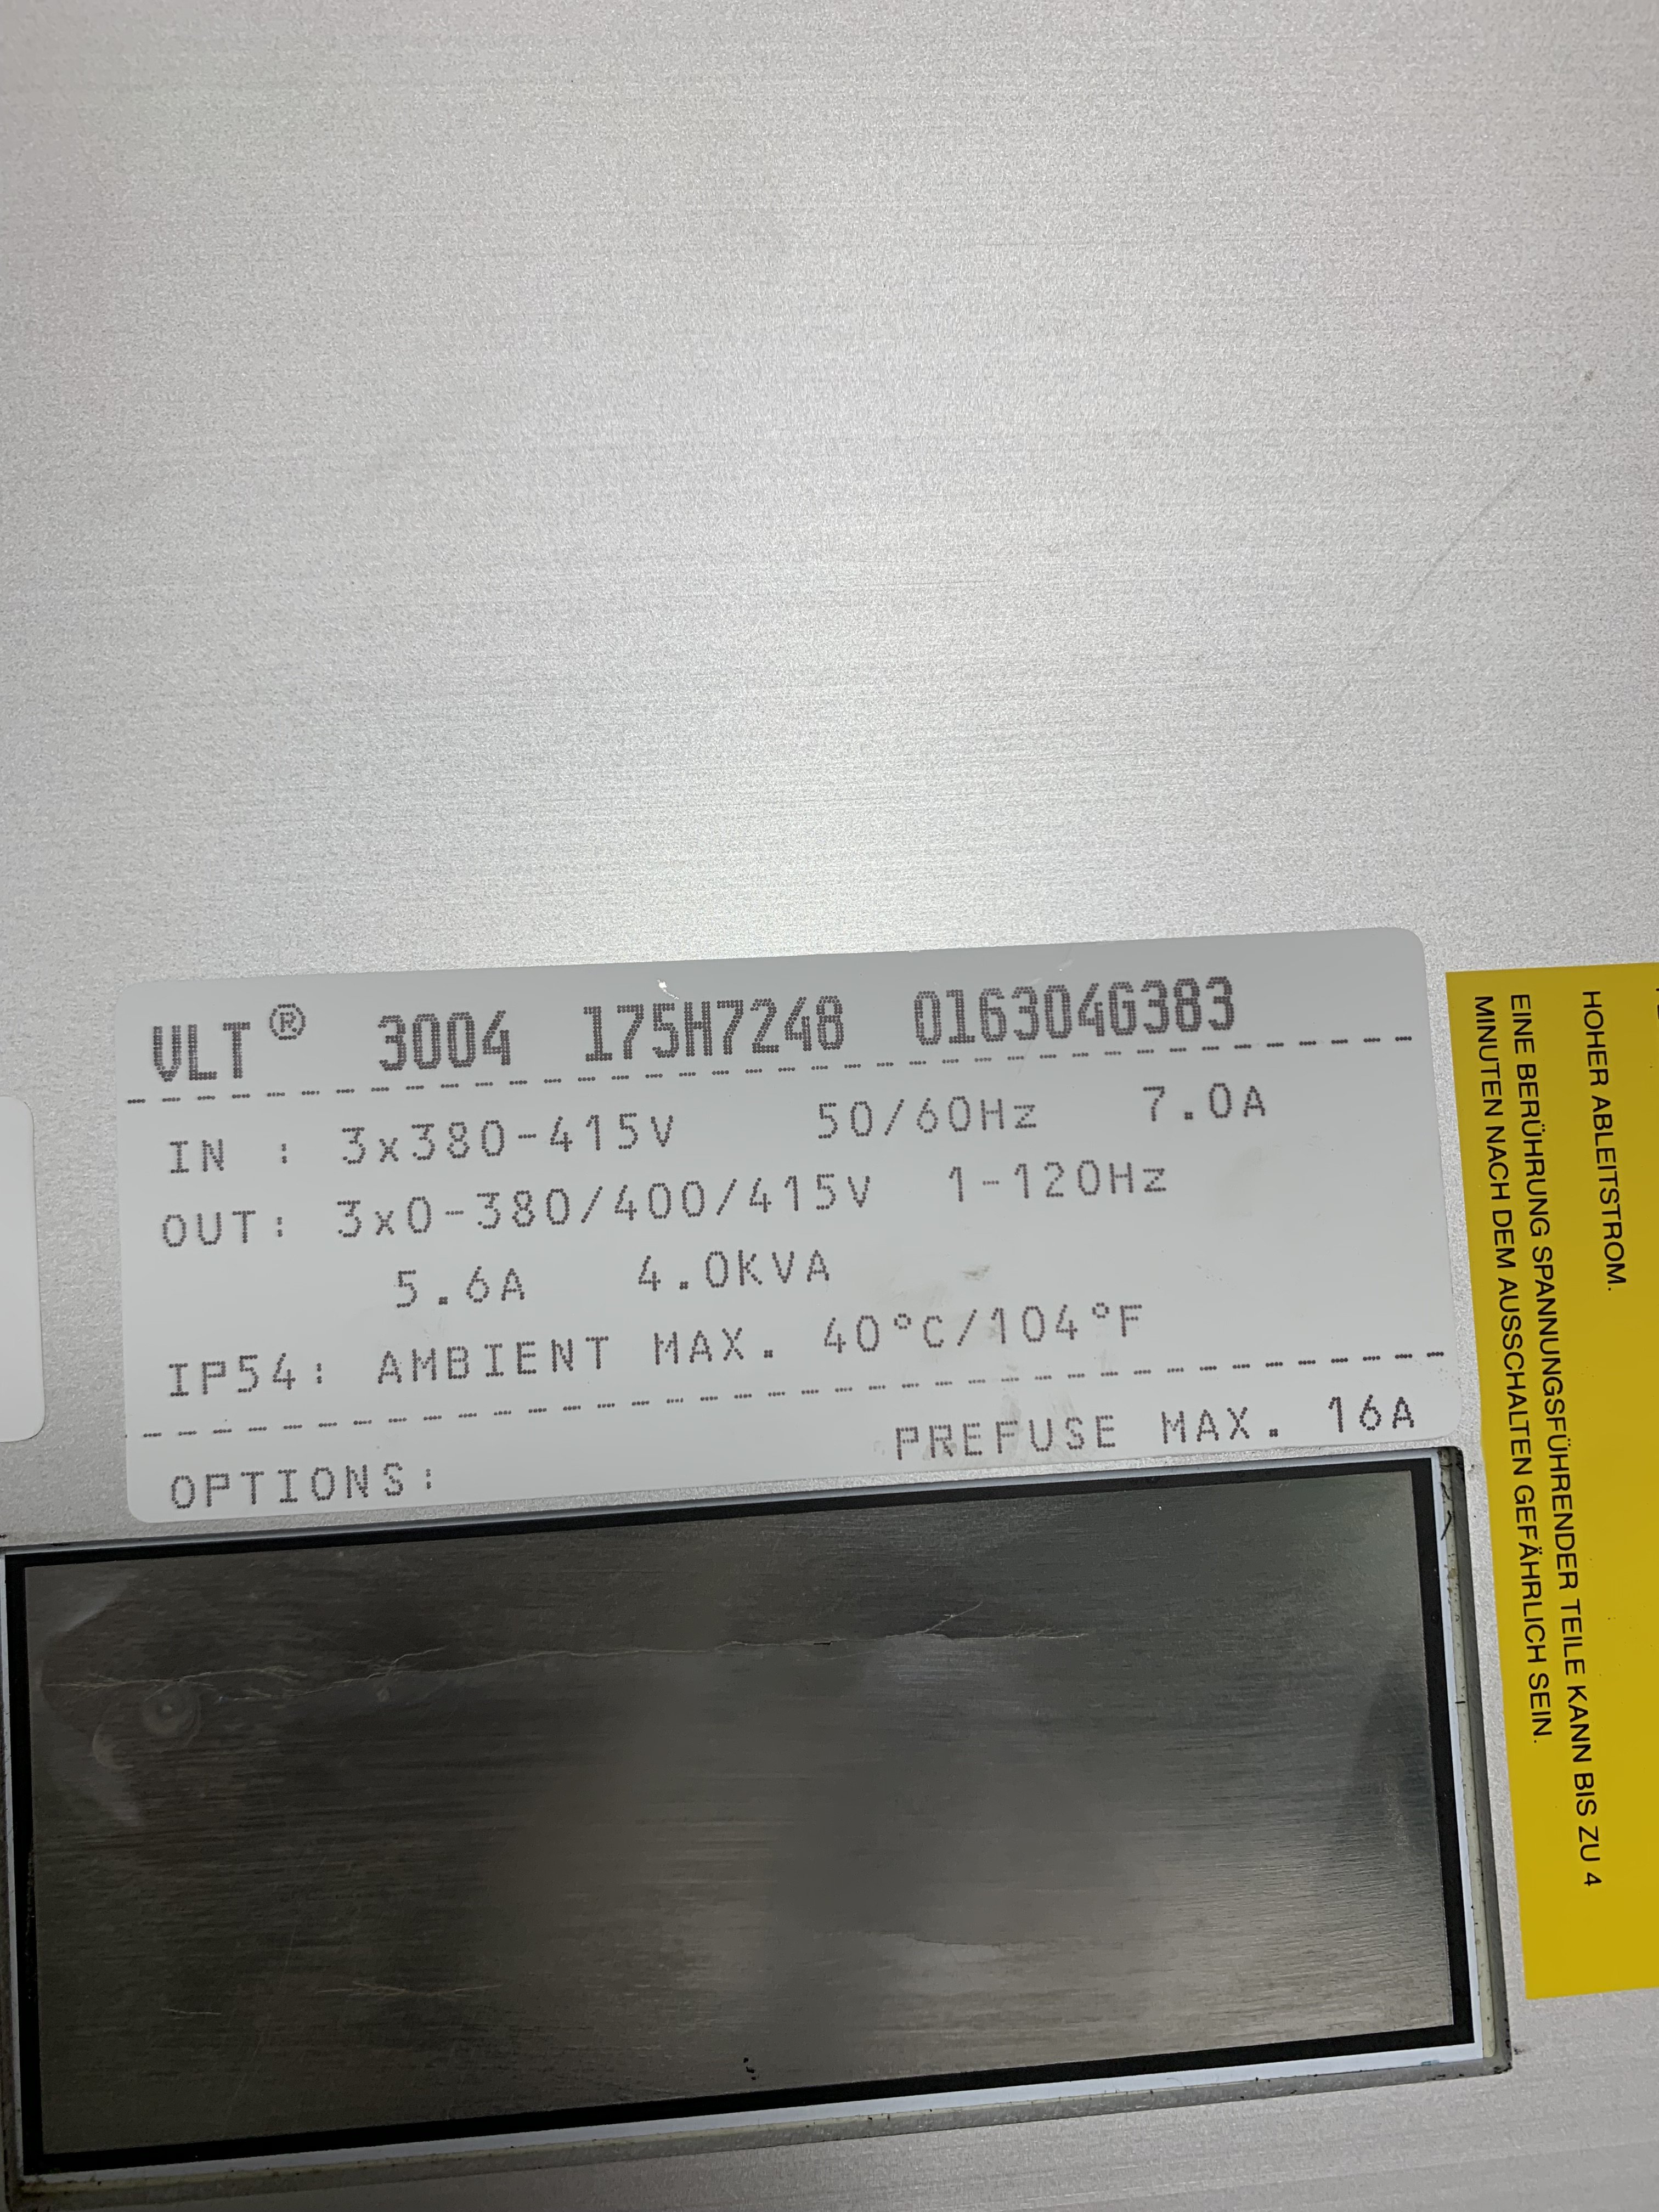 VLT® 3004 175H7248 016304G383
IN : 3x380-415V 50/60Hz 7.0A
OUT: 3x0-380/400/415V 1-120Hz
5.6A 4.0KVA
IP54: AMBIENT MAX. 40°C/104°F
OPTIONS: PREFUSE MAX. 16A
HOHER ABLEITSTROM.
EINE BERÜHRUNG SPANNUNGSFÜHRENDER TEILE KANN BIS ZU 4
MINUTEN NACH DEM AUSSCHALTEN GEFÄHRLICH SEIN.